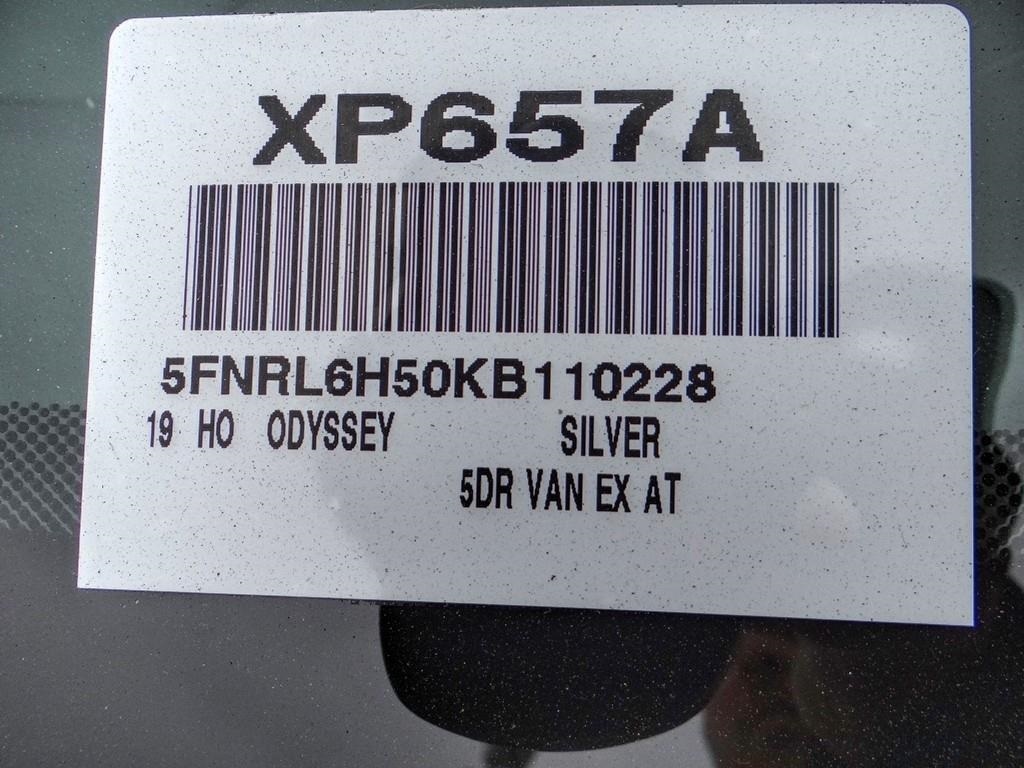 XP657A
5FNRL6H50KB110228
19 HO ODYSSEY SILVER
5DR VAN EX AT